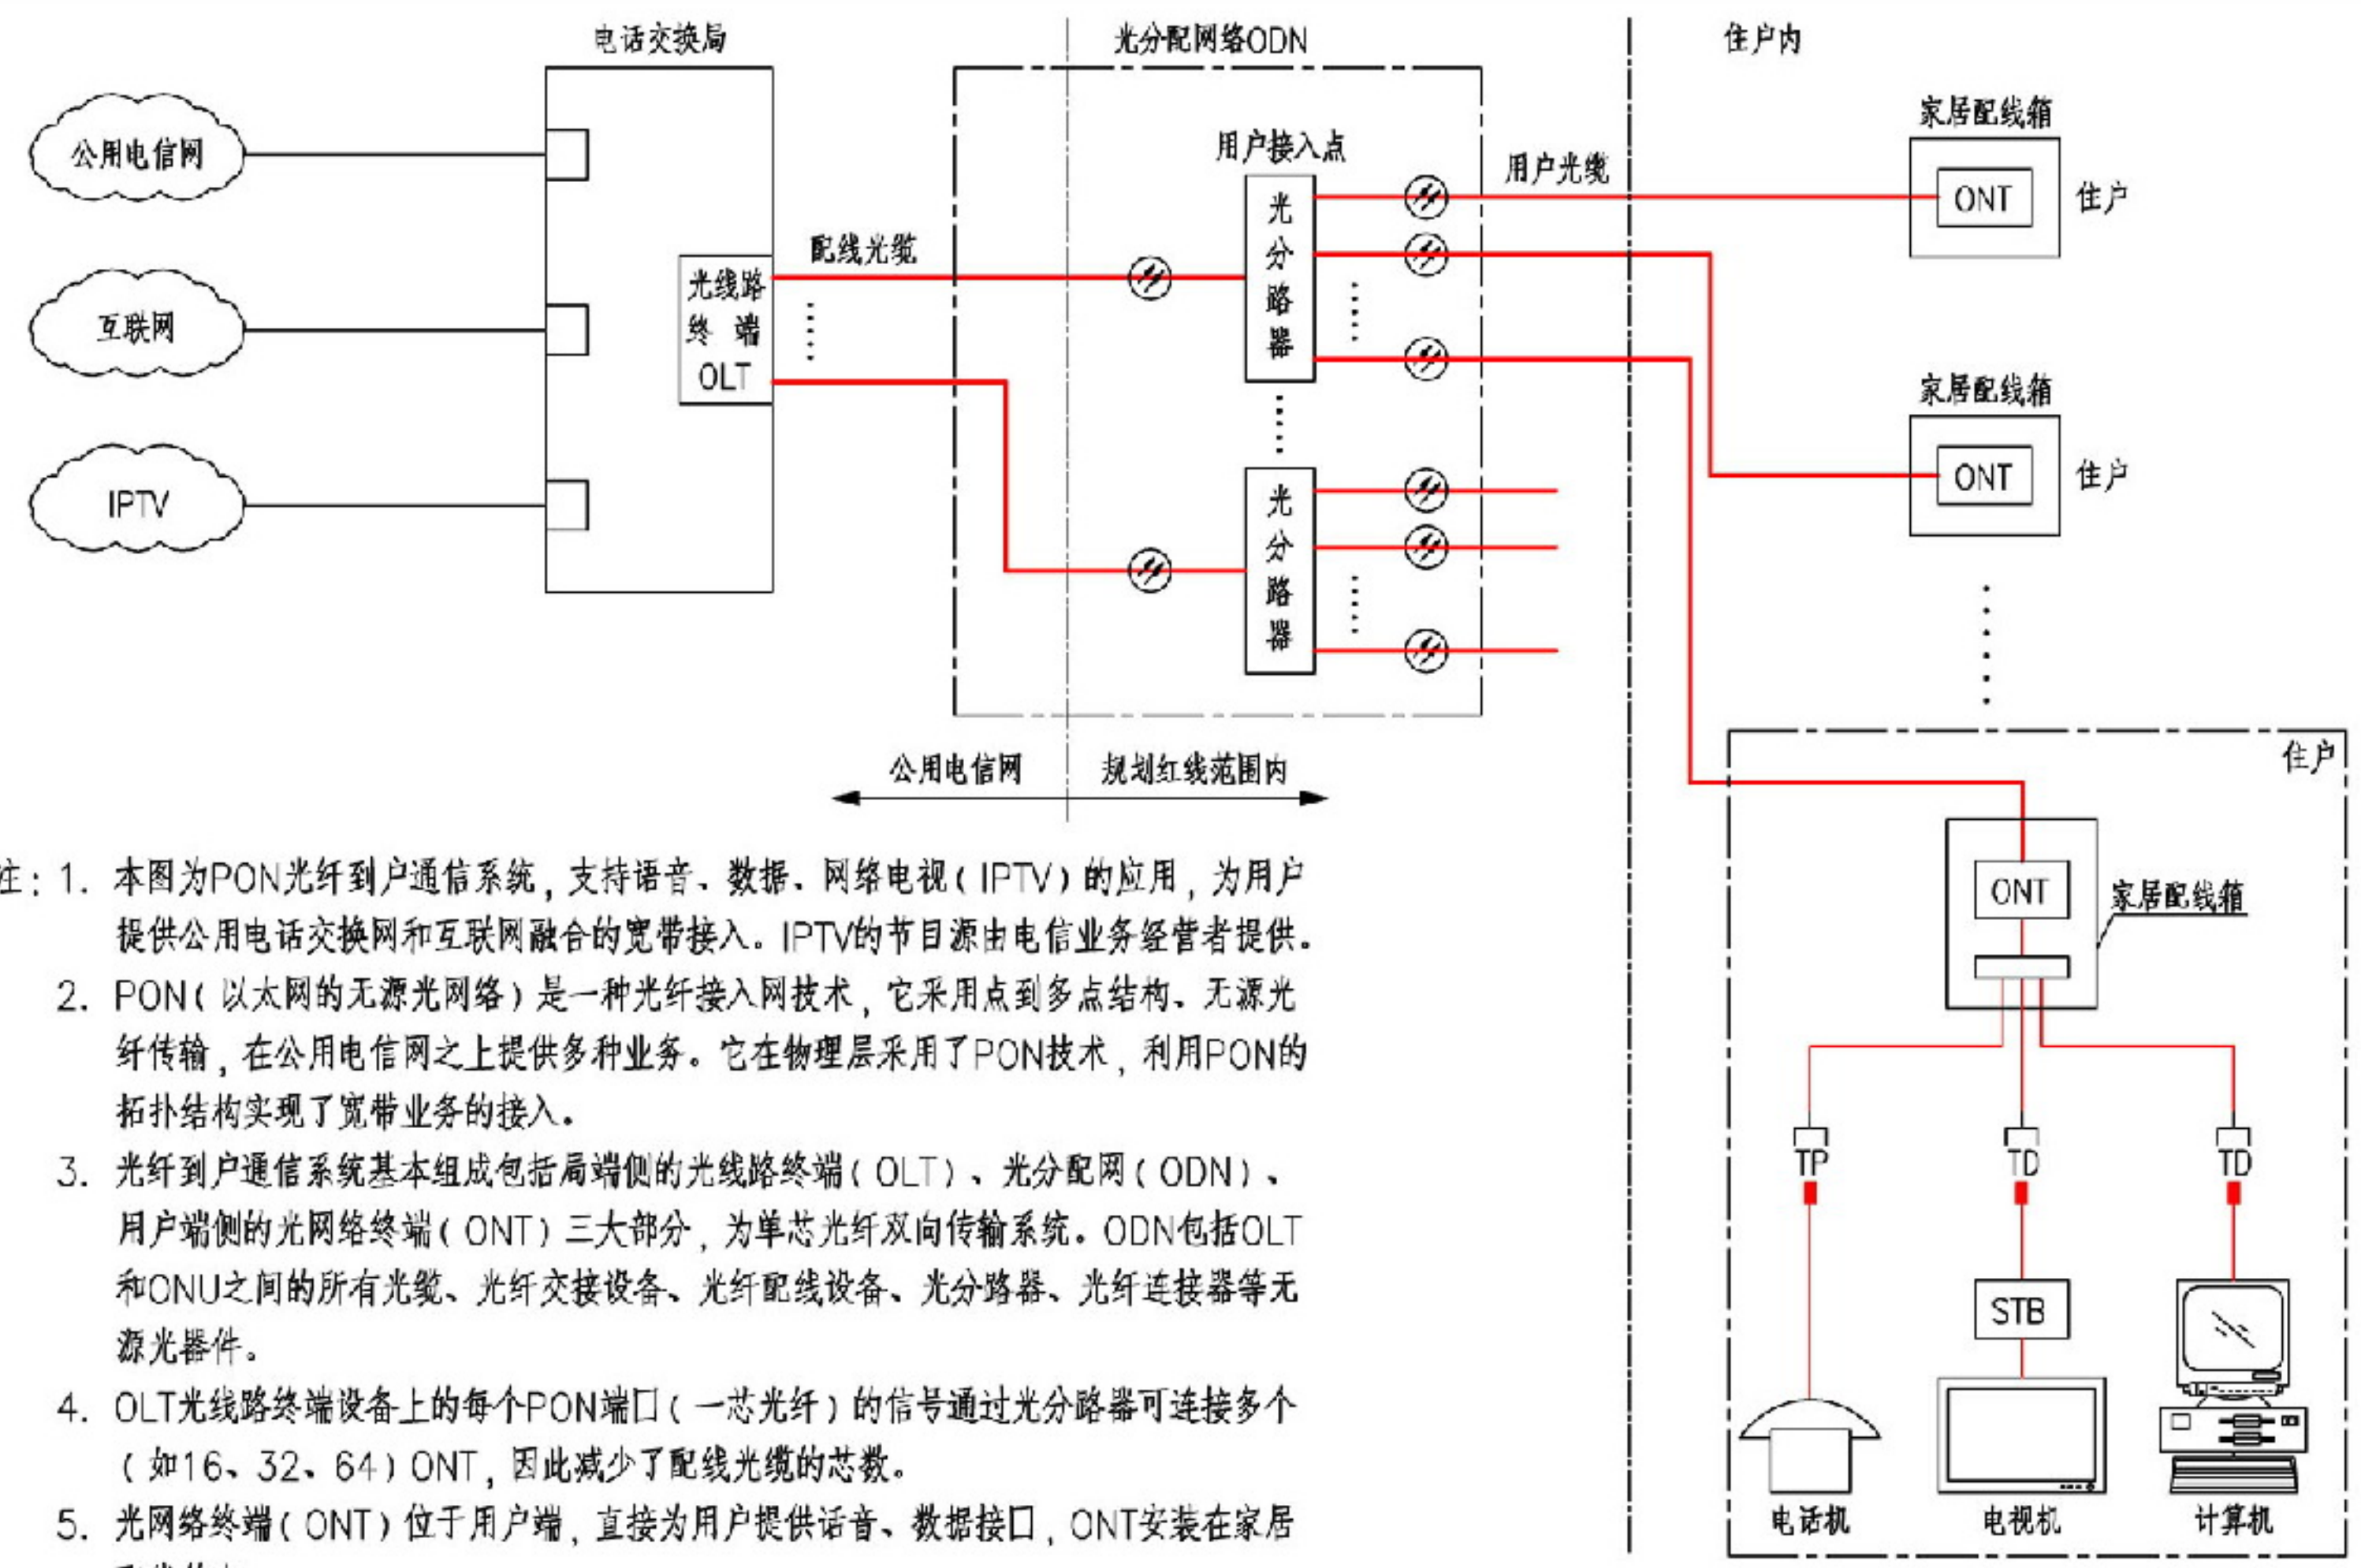 电话交换局
光分配网络ODN
住户内
公用电信网
互联网
IPTV
光线路
终 端
OLT
配线光缆
用户接入点
光分路器
光分路器
用户光缆
家居配线箱
ONT
住户
家居配线箱
ONT
住户
公用电信网
规划红线范围内
住户
ONT
家居配线箱
TP
TD
TD
STB
电话机
电视机
计算机
注:1. 本图为PON光纤到户通信系统,支持语音、数据、网络电视(IPTV)的应用,为用户
提供公用电话交换网和互联网融合的宽带接入。IPTV的节目源由电信业务经营者提供。
2. PON(以太网的无源光网络)是一种光纤接入网技术,它采用点到多点结构、无源光
纤传输,在公用电信网之上提供多种业务。它在物理层采用了PON技术,利用PON的
拓扑结构实现了宽带业务的接入。
3. 光纤到户通信系统基本组成包括局端侧的光线路终端(OLT)、光分配网(ODN)、
用户端侧的光网络终端(ONT)三大部分,为单芯光纤双向传输系统。ODN包括OLT
和ONU之间的所有光缆、光纤交接设备、光纤配线设备、光分路器、光纤连接器等无
源光器件。
4. OLT光线路终端设备上的每个PON端口(一芯光纤)的信号通过光分路器可连接多个
(如16、32、64)ONT,因此减少了配线光缆的芯数。
5. 光网络终端(ONT)位于用户端,直接为用户提供话音、数据接口,ONT安装在家居